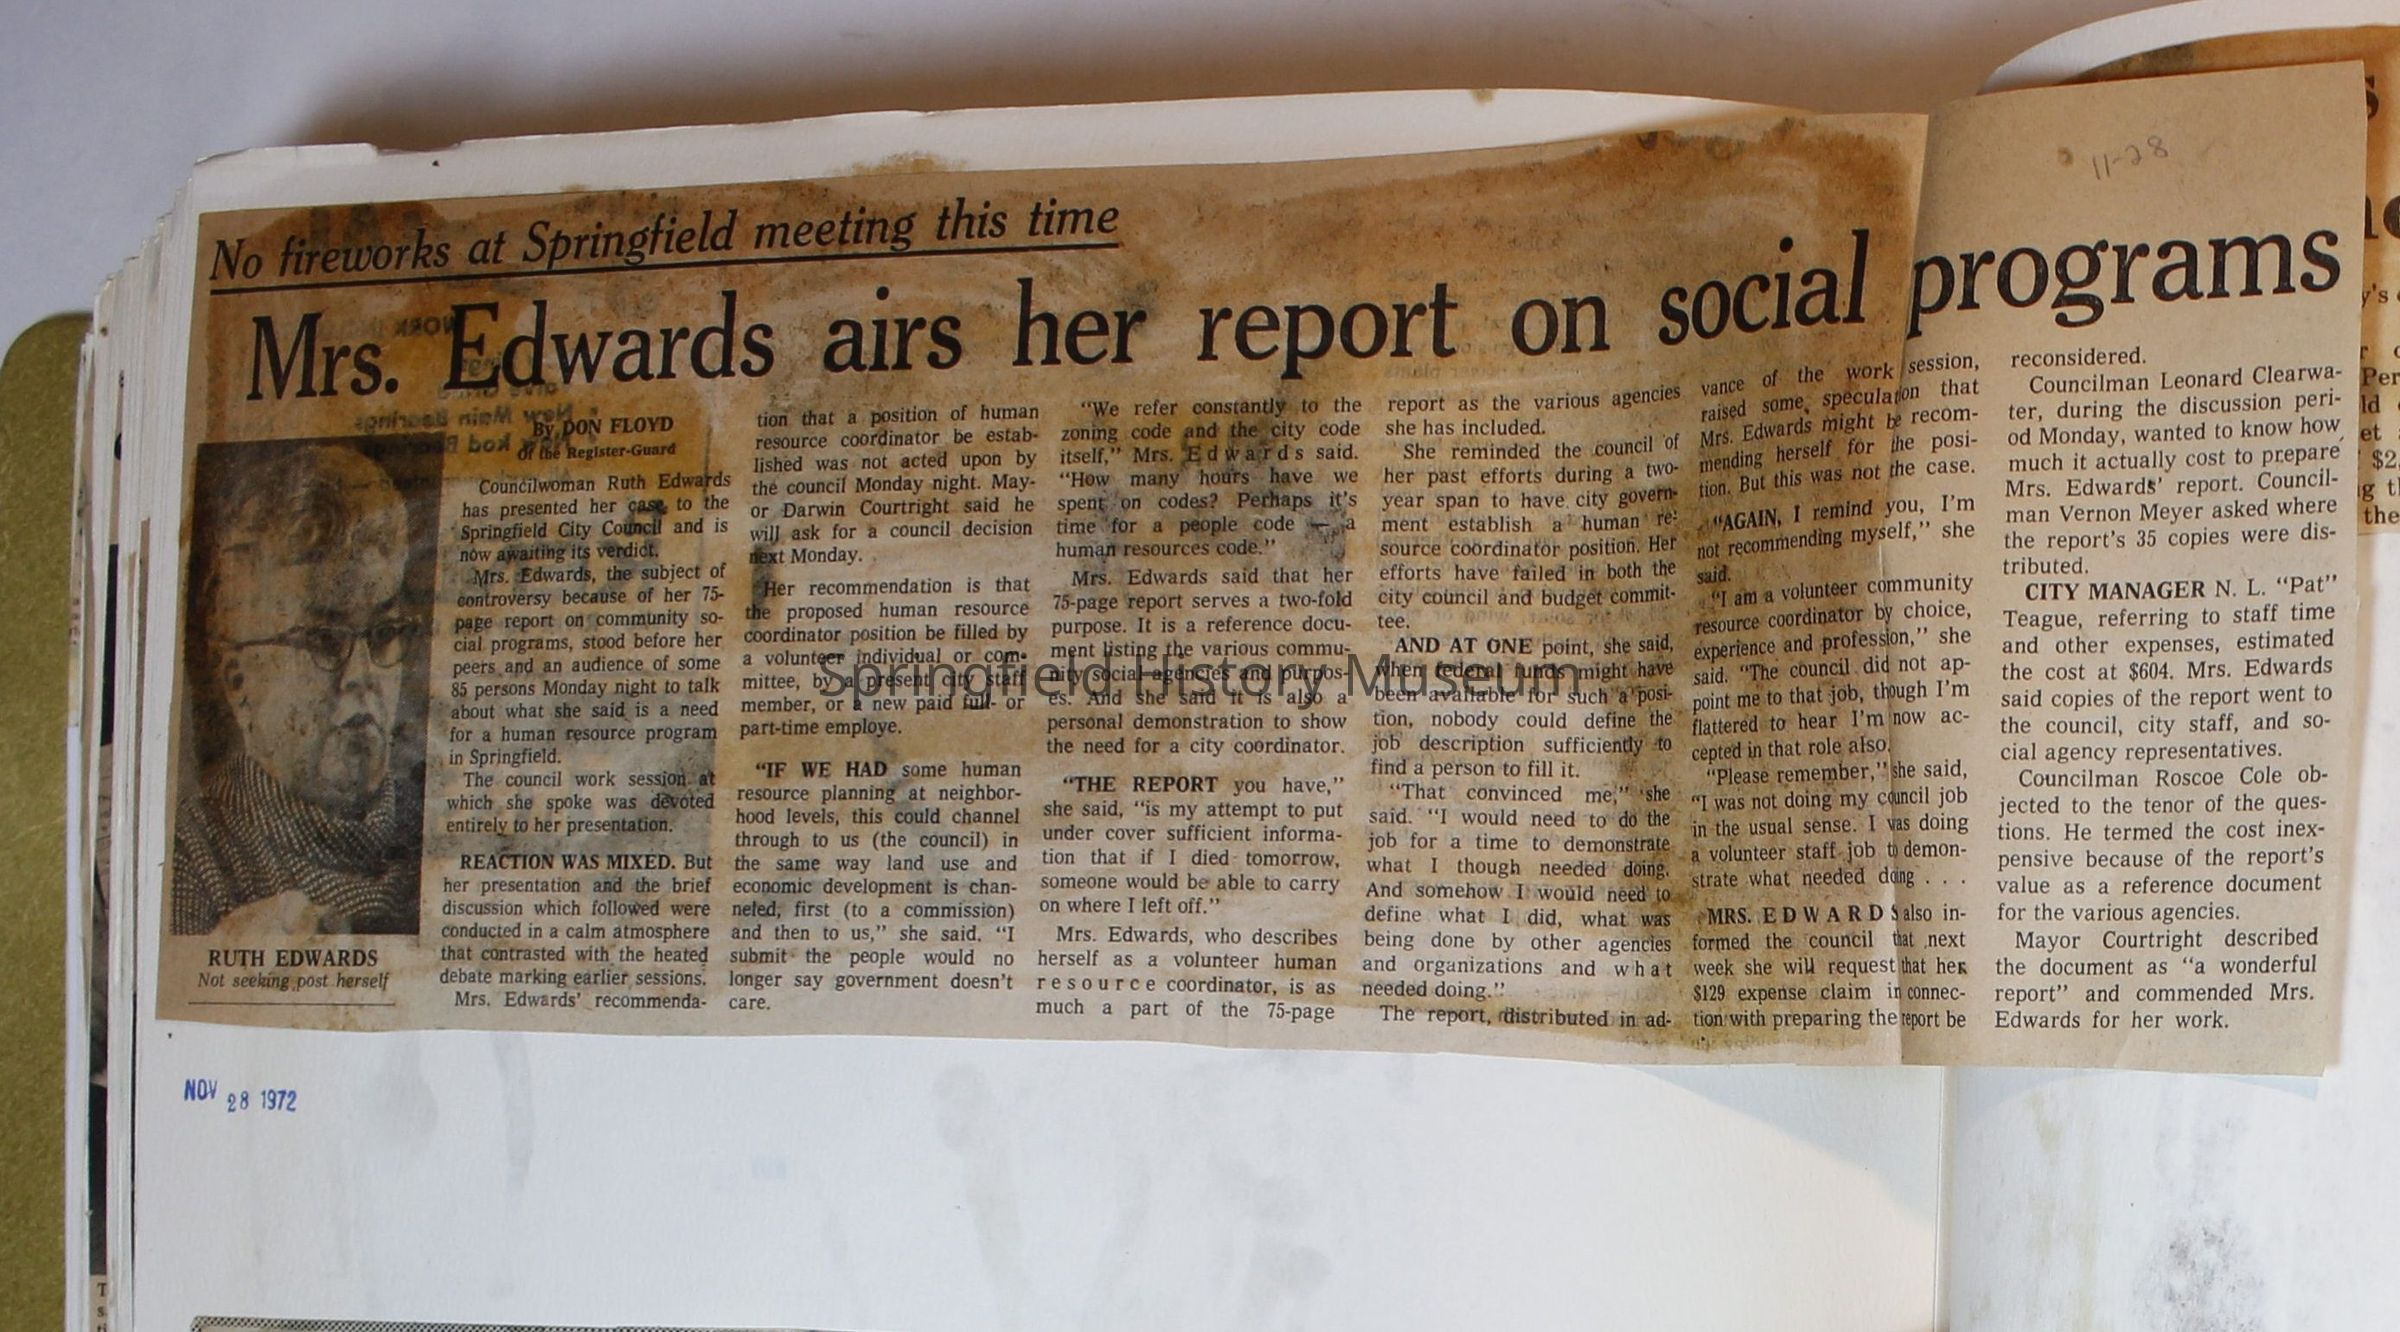 11-28
No fireworks at Springfield meeting this time
Mrs. Edwards airs her report on social programs
By DON FLOYD
Of the Register-Guard
Councilwoman Ruth Edwards
has presented her case to the
Springfield City Council and is
now awaiting its verdict.
Mrs. Edwards, the subject of
controversy because of her 75-
page report on community so-
cial programs, stood before her
peers and an audience of some
85 persons Monday night to talk
about what she said is a need
for a human resource program
in Springfield.
The council work session at
which she spoke was devoted
entirely to her presentation.
REACTION WAS MIXED. But
her presentation and the brief
discussion which followed were
conducted in a calm atmosphere
that contrasted with the heated
debate marking earlier sessions.
Mrs. Edwards' recommenda-
RUTH EDWARDS
Not seeking post herself
tion that a position of human
resource coordinator be estab-
lished was not acted upon by
the council Monday night. May-
or Darwin Courtright said he
will ask for a council decision
next Monday.
Her recommendation is that
the proposed human resource
coordinator position be filled by
a volunteer individual or com-
mittee, by a present city staff
member, or a new paid full- or
part-time employe.
"IF WE HAD some human
resource planning at neighbor-
hood levels, this could channel
through to us (the council) in
the same way land use and
economic development is chan-
neled, first (to a commission)
and then to us," she said. "I
submit the people would no
longer say government doesn't
care.
"We refer constantly to the
zoning code and the city code
itself," Mrs. Edwards said.
"How many hours have we
spent on codes? Perhaps it's
time for a people code — a
human resources code."
Mrs. Edwards said that her
75-page report serves a two-fold
purpose. It is a reference docu-
ment listing the various commu-
nity social agencies and purpos-
es. And she said it is also a
personal demonstration to show
the need for a city coordinator.
"THE REPORT you have,"
she said, "is my attempt to put
under cover sufficient informa-
tion that if I died tomorrow,
someone would be able to carry
on where I left off."
Mrs. Edwards, who describes
herself as a volunteer human
resource coordinator, is as
much a part of the 75-page
report as the various agencies
she has included.
She reminded the council of
her past efforts during a two-
year span to have city govern-
ment establish a human re-
source coordinator position. Her
efforts have failed in both the
city council and budget commit-
tee.
AND AT ONE point, she said,
when federal funds might have
been available for such a posi-
tion, nobody could define the
job description sufficiently to
find a person to fill it.
"That convinced me," she
said. "I would need to do the
job for a time to demonstrate
what I though needed doing.
And somehow I would need to
define what I did, what was
being done by other agencies
and organizations and what
needed doing."
The report, distributed in ad-
vance of the work session,
raised some speculation that
Mrs. Edwards might be recom-
mending herself for the posi-
tion. But this was not the case.
"AGAIN, I remind you, I'm
not recommending myself," she
said.
"I am a volunteer community
resource coordinator by choice,
experience and profession," she
said. "The council did not ap-
point me to that job, though I'm
flattered to hear I'm now ac-
cepted in that role also.
"Please remember," she said,
"I was not doing my council job
in the usual sense. I was doing
a volunteer staff job to demon-
strate what needed doing . . .
MRS. EDWARDS also in-
formed the council that next
week she will request that her
$129 expense claim in connec-
tion with preparing the report be
reconsidered.
Councilman Leonard Clearwa-
ter, during the discussion peri-
od Monday, wanted to know how
much it actually cost to prepare
Mrs. Edwards' report. Council-
man Vernon Meyer asked where
the report's 35 copies were dis-
tributed.
CITY MANAGER N. L. "Pat"
Teague, referring to staff time
and other expenses, estimated
the cost at $604. Mrs. Edwards
said copies of the report went to
the council, city staff, and so-
cial agency representatives.
Councilman Roscoe Cole ob-
jected to the tenor of the ques-
tions. He termed the cost inex-
pensive because of the report's
value as a reference document
for the various agencies.
Mayor Courtright described
the document as "a wonderful
report" and commended Mrs.
Edwards for her work.
Springfield History Museum
NOV 28 1972